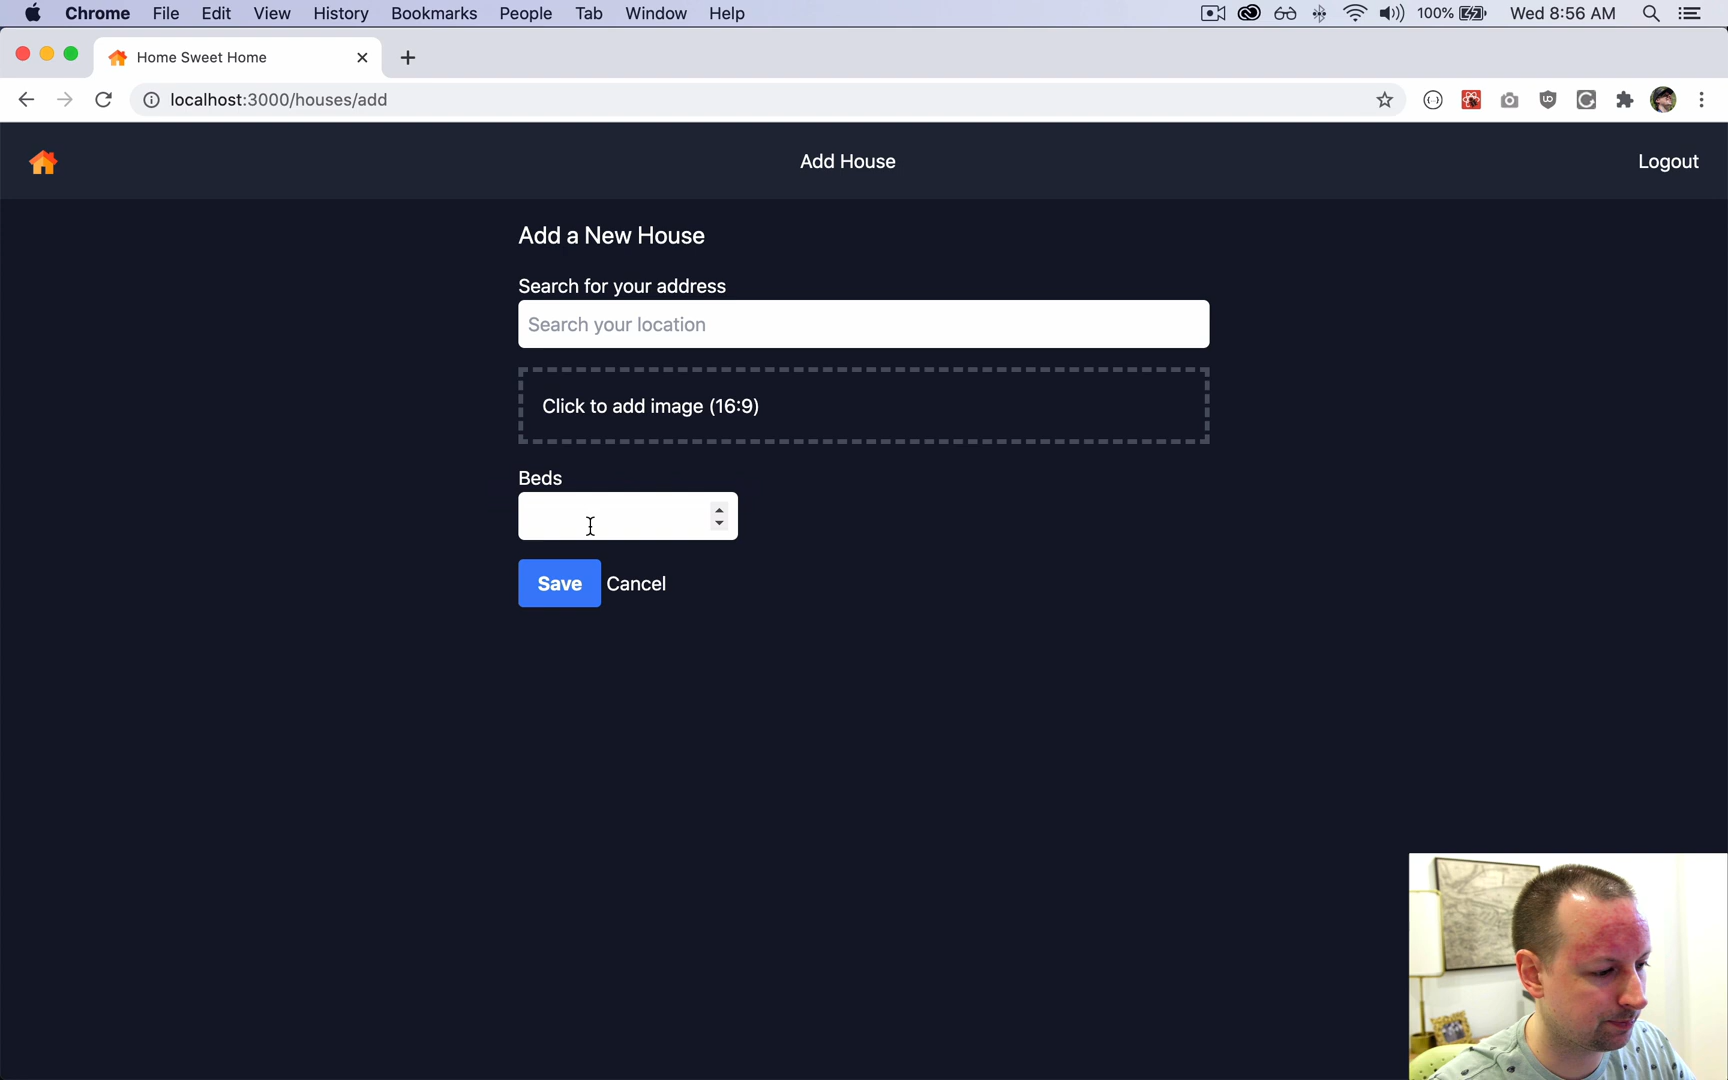 Chrome File Edit View History Bookmarks People Tab Window Help 100% Wed 8:56 AM
Home Sweet Home
localhost:3000/houses/add
Add House Logout
Add a New House
Search for your address
Search your location
Click to add image (16:9)
Beds
Save Cancel